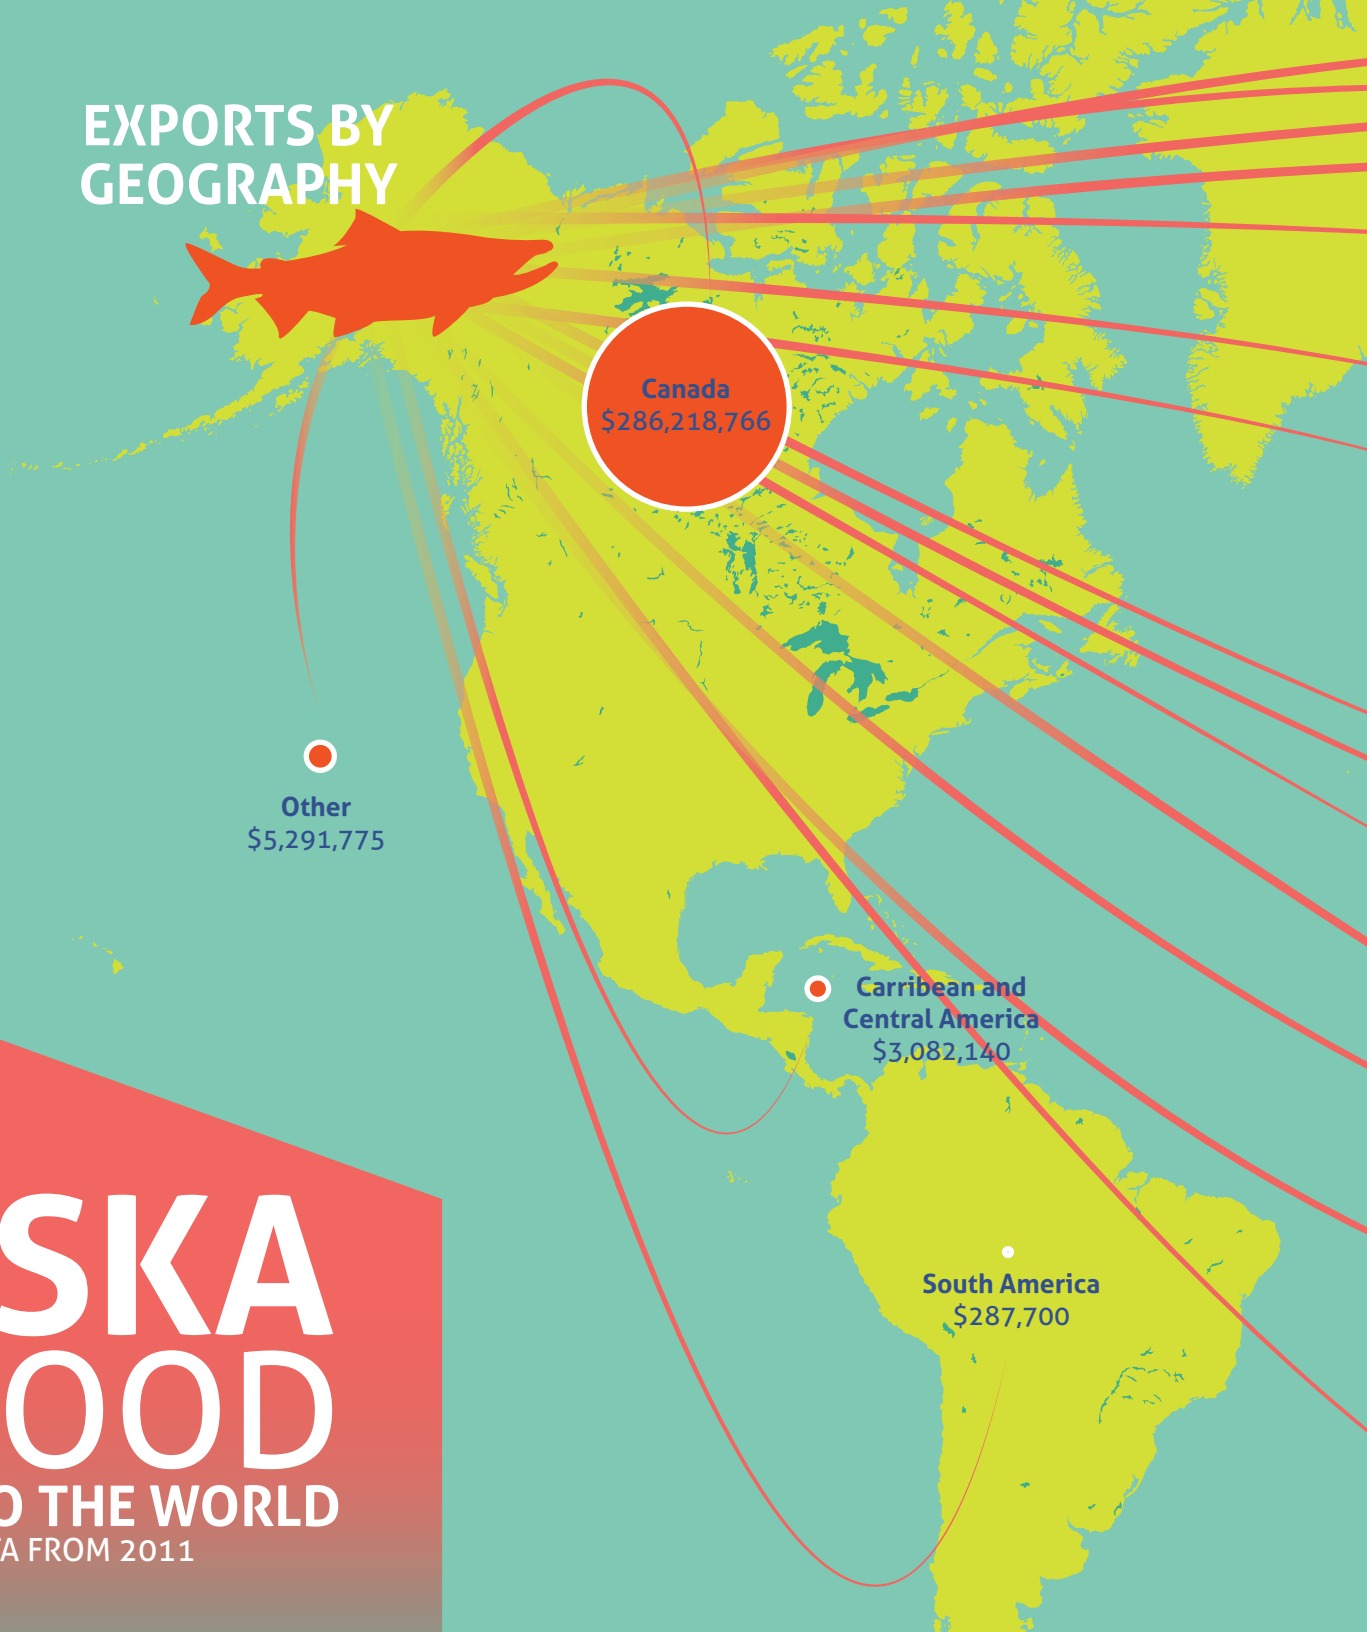 EXPORTS BY
GEOGRAPHY
Canada
$286,218,766
Other
$5,291,775
Carribean and
Central America
$3,082,140
South America
$287,700
SKA
OOD
O THE WORLD
TA FROM 2011